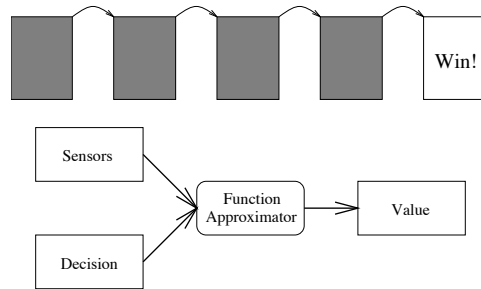 Win!
Sensors
Function
Approximator
Value
Decision